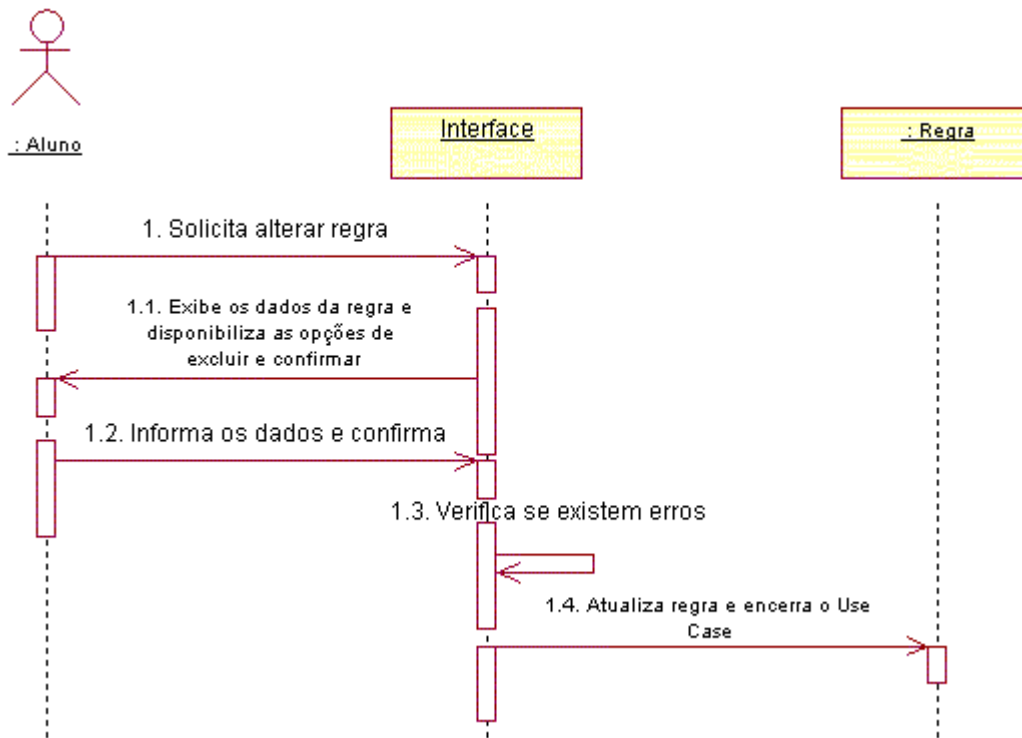 : Aluno
Interface
: Regra
1. Solicita alterar regra
1.1. Exibe os dados da regra e
disponibiliza as opções de
excluir e confirmar
1.2. Informa os dados e confirma
1.3. Verifica se existem erros
1.4. Atualiza regra e encerra o Use
Case